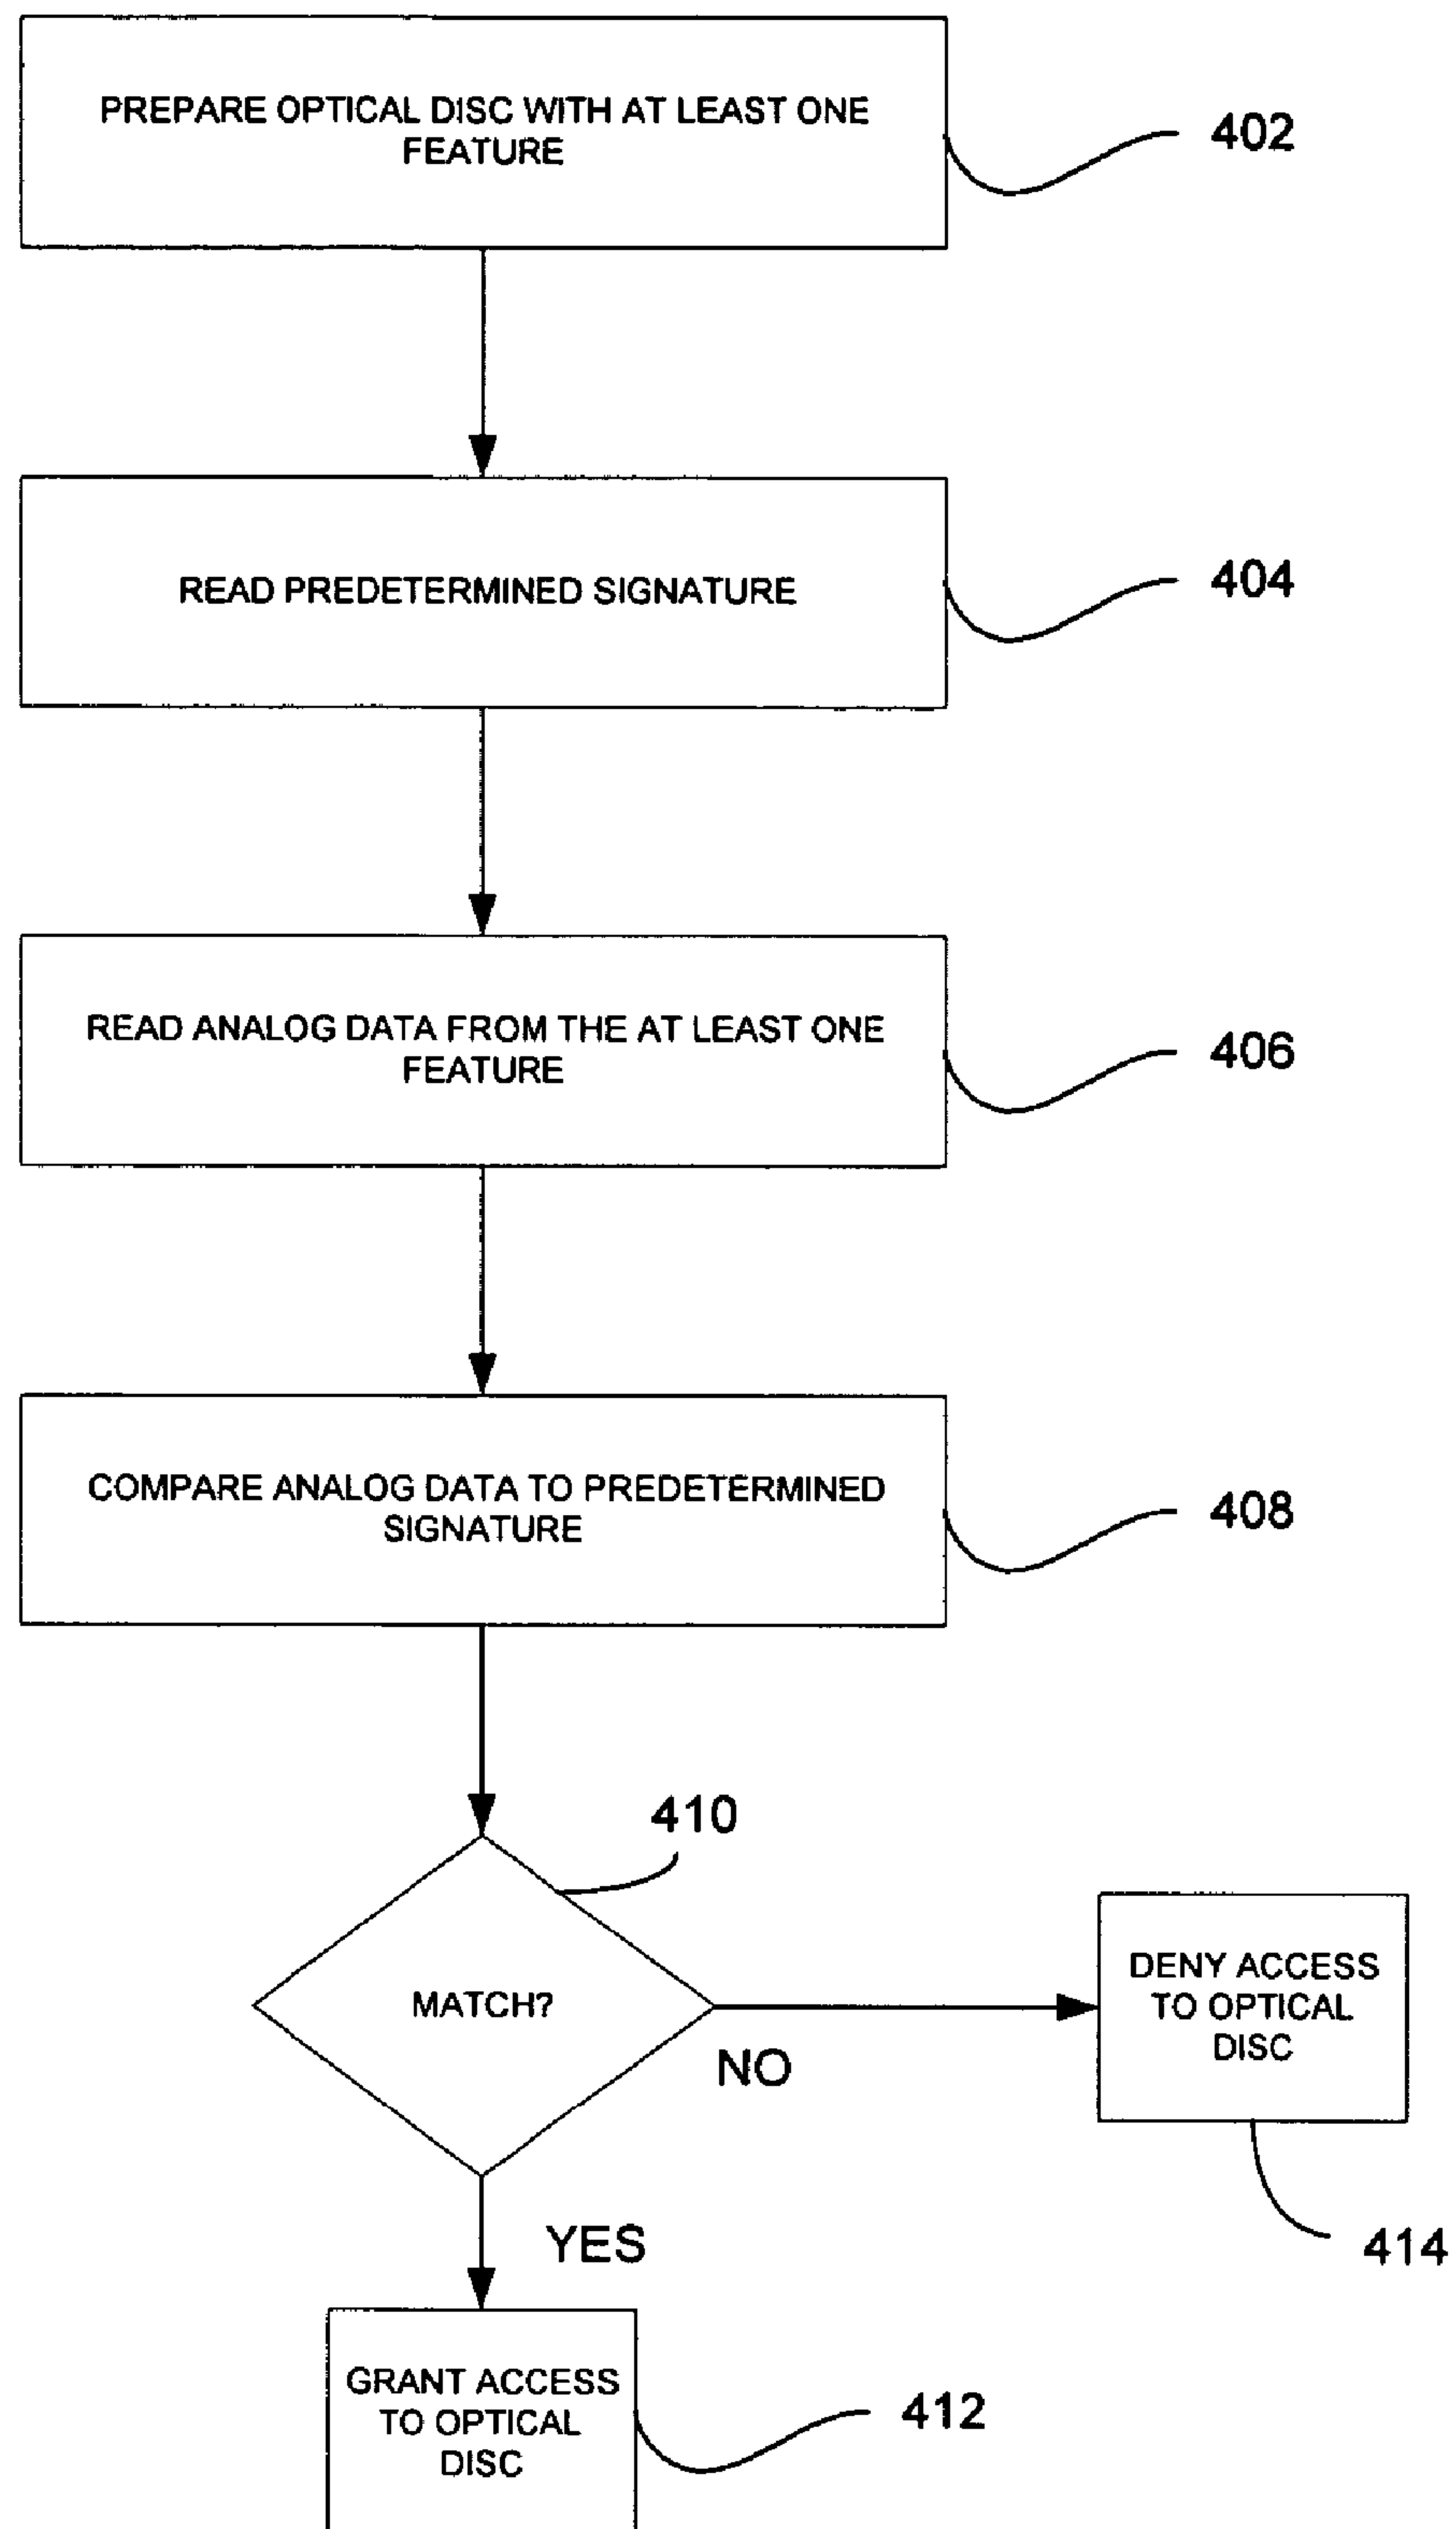 PREPARE OPTICAL DISC WITH AT LEAST ONE
FEATURE
402
READ PREDETERMINED SIGNATURE
404
READ ANALOG DATA FROM THE AT LEAST ONE
FEATURE
406
COMPARE ANALOG DATA TO PREDETERMINED
SIGNATURE
408
410
MATCH?
NO
DENY ACCESS
TO OPTICAL
DISC
414
YES
GRANT ACCESS
TO OPTICAL
DISC
412